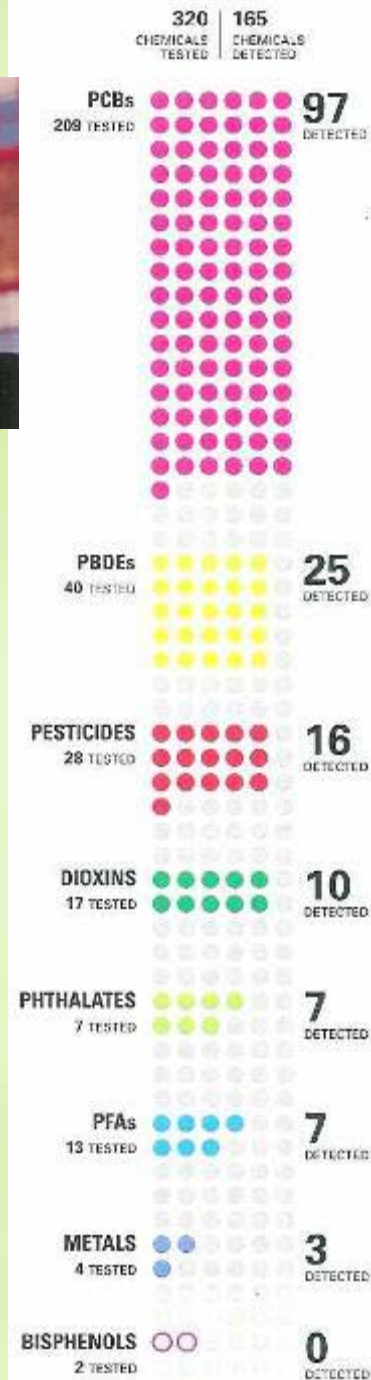 320 | 165
CHEMICALS TESTED | CHEMICALS DETECTED
PCBs
209 TESTED
97
DETECTED
PBDEs
40 TESTED
25
DETECTED
PESTICIDES
28 TESTED
16
DETECTED
DIOXINS
17 TESTED
10
DETECTED
PHTHALATES
7 TESTED
7
DETECTED
PFAs
13 TESTED
7
DETECTED
METALS
4 TESTED
3
DETECTED
BISPHENOLS
2 TESTED
0
DETECTED